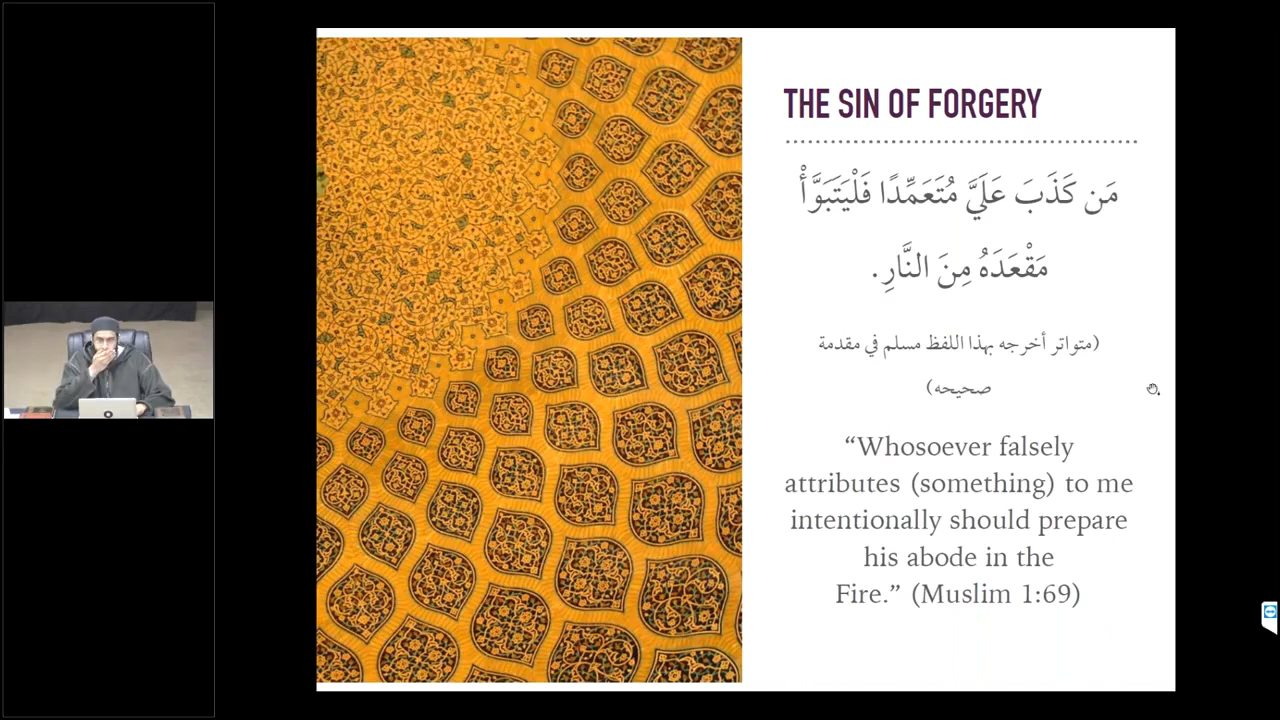 THE SIN OF FORGERY
مَن كَذَبَ عَلَيَّ مُتَعَمِّدًا فَلْيَتَبَوَّأْ
مَقْعَدَهُ مِنَ النَّارِ.
(متواتر أخرجه بهذا اللفظ مسلم في مقدمة
صحيحه)
“Whosoever falsely
attributes (something) to me
intentionally should prepare
his abode in the
Fire.” (Muslim 1:69)